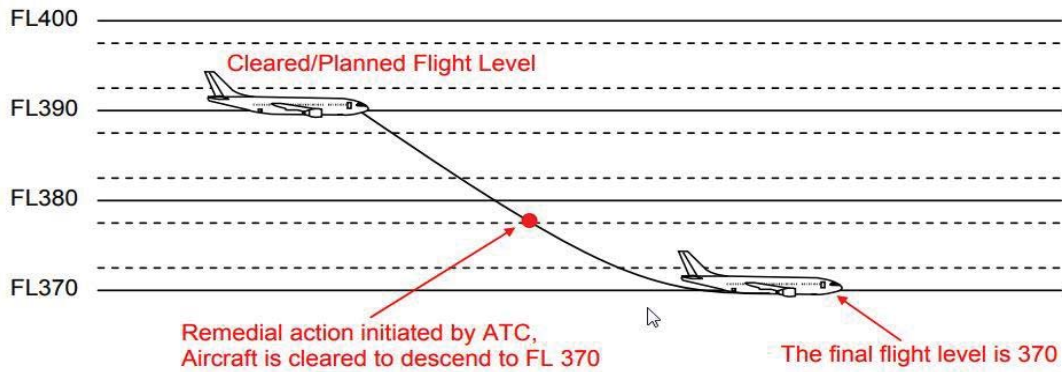 FL400
Cleared/Planned Flight Level
FL390
FL380
FL370
Remedial action initiated by ATC,
Aircraft is cleared to descend to FL 370
The final flight level is 370